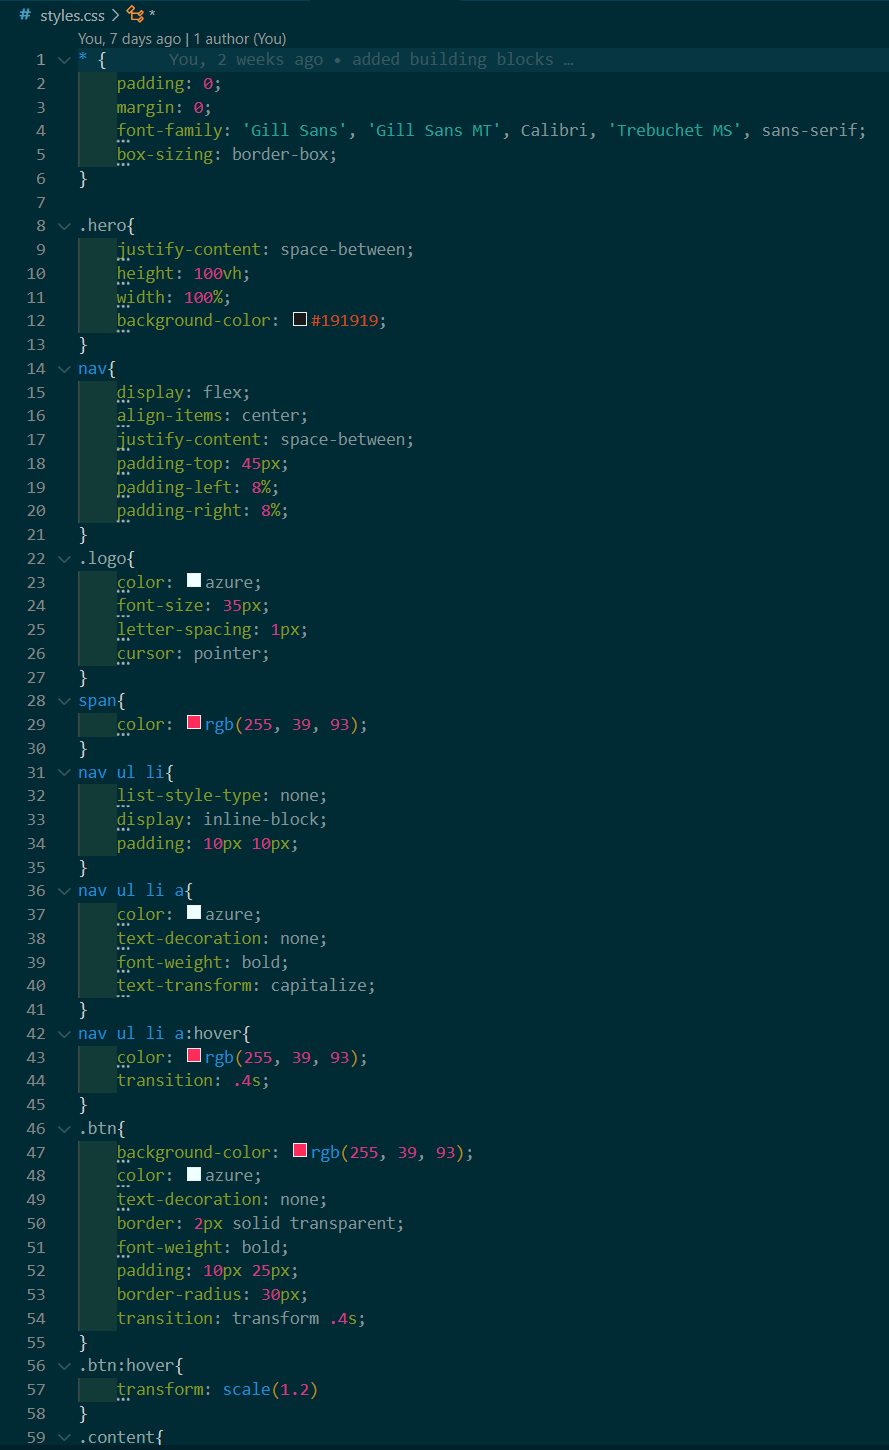 # styles.css > *
You, 7 days ago | 1 author (You)
1 * { You, 2 weeks ago • added building blocks …
2 padding: 0;
3 margin: 0;
4 font-family: 'Gill Sans', 'Gill Sans MT', Calibri, 'Trebuchet MS', sans-serif;
5 box-sizing: border-box;
6 }
7
8 .hero{
9 justify-content: space-between;
10 height: 100vh;
11 width: 100%;
12 background-color: #191919;
13 }
14 nav{
15 display: flex;
16 align-items: center;
17 justify-content: space-between;
18 padding-top: 45px;
19 padding-left: 8%;
20 padding-right: 8%;
21 }
22 .logo{
23 color: azure;
24 font-size: 35px;
25 letter-spacing: 1px;
26 cursor: pointer;
27 }
28 span{
29 color: rgb(255, 39, 93);
30 }
31 nav ul li{
32 list-style-type: none;
33 display: inline-block;
34 padding: 10px 10px;
35 }
36 nav ul li a{
37 color: azure;
38 text-decoration: none;
39 font-weight: bold;
40 text-transform: capitalize;
41 }
42 nav ul li a:hover{
43 color: rgb(255, 39, 93);
44 transition: .4s;
45 }
46 .btn{
47 background-color: rgb(255, 39, 93);
48 color: azure;
49 text-decoration: none;
50 border: 2px solid transparent;
51 font-weight: bold;
52 padding: 10px 25px;
53 border-radius: 30px;
54 transition: transform .4s;
55 }
56 .btn:hover{
57 transform: scale(1.2)
58 }
59 .content{